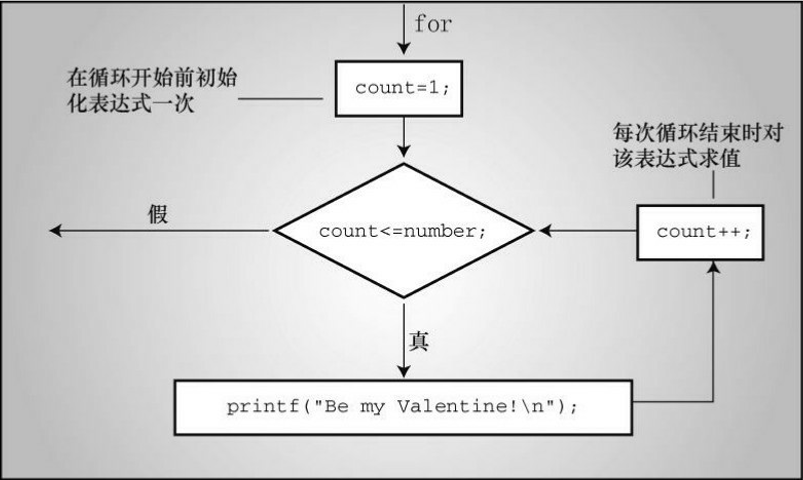 for
在循环开始前初始
化表达式一次
count=1;
每次循环结束时对
该表达式求值
假
count<=number;
count++;
真
printf("Be my Valentine!\n");